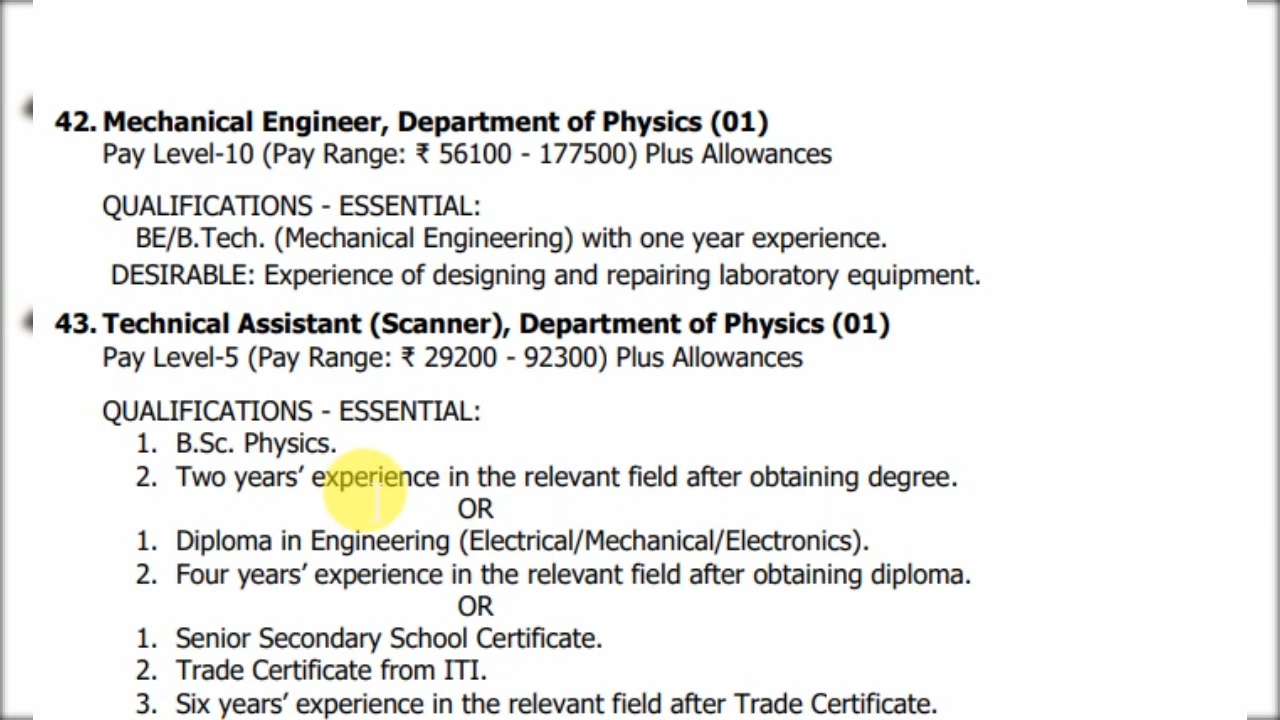 42. Mechanical Engineer, Department of Physics (01)
Pay Level-10 (Pay Range: ₹ 56100 - 177500) Plus Allowances
QUALIFICATIONS - ESSENTIAL:
BE/B.Tech. (Mechanical Engineering) with one year experience.
DESIRABLE: Experience of designing and repairing laboratory equipment.
43. Technical Assistant (Scanner), Department of Physics (01)
Pay Level-5 (Pay Range: ₹ 29200 - 92300) Plus Allowances
QUALIFICATIONS - ESSENTIAL:
1. B.Sc. Physics.
2. Two years’ experience in the relevant field after obtaining degree.
OR
1. Diploma in Engineering (Electrical/Mechanical/Electronics).
2. Four years’ experience in the relevant field after obtaining diploma.
OR
1. Senior Secondary School Certificate.
2. Trade Certificate from ITI.
3. Six years’ experience in the relevant field after Trade Certificate.